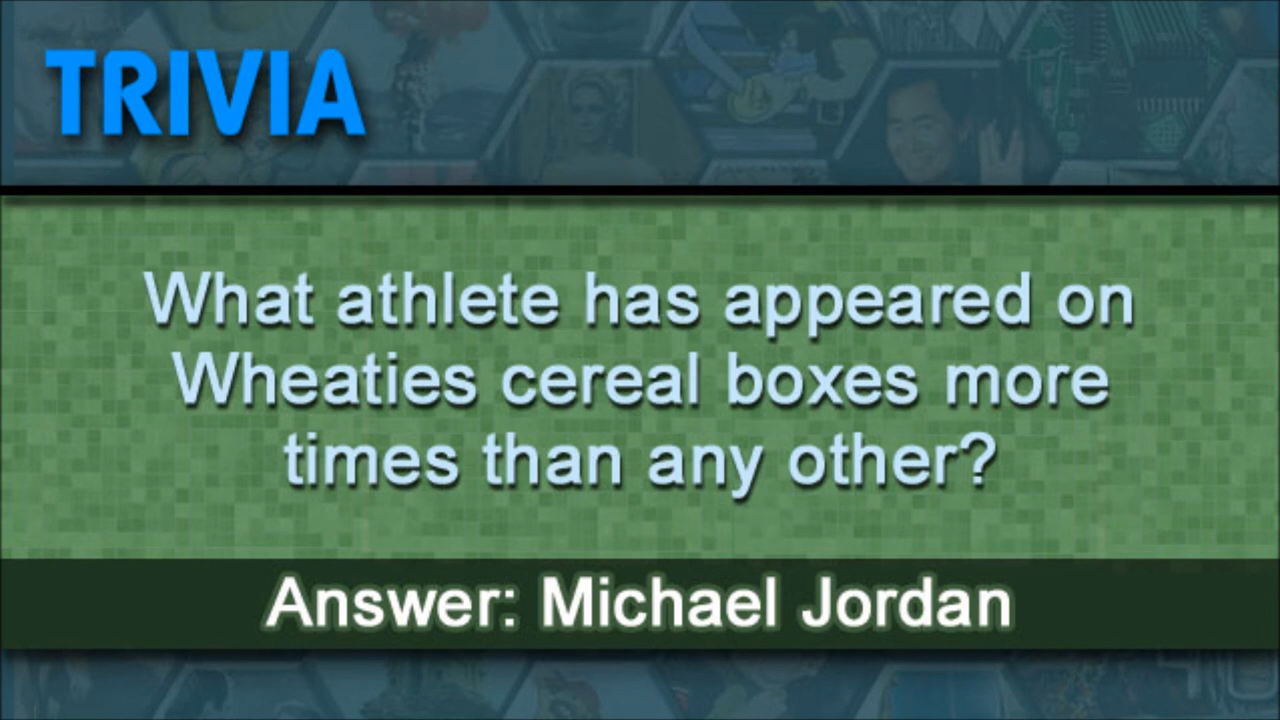 TRIVIA
What athlete has appeared on
Wheaties cereal boxes more
times than any other?
Answer: Michael Jordan